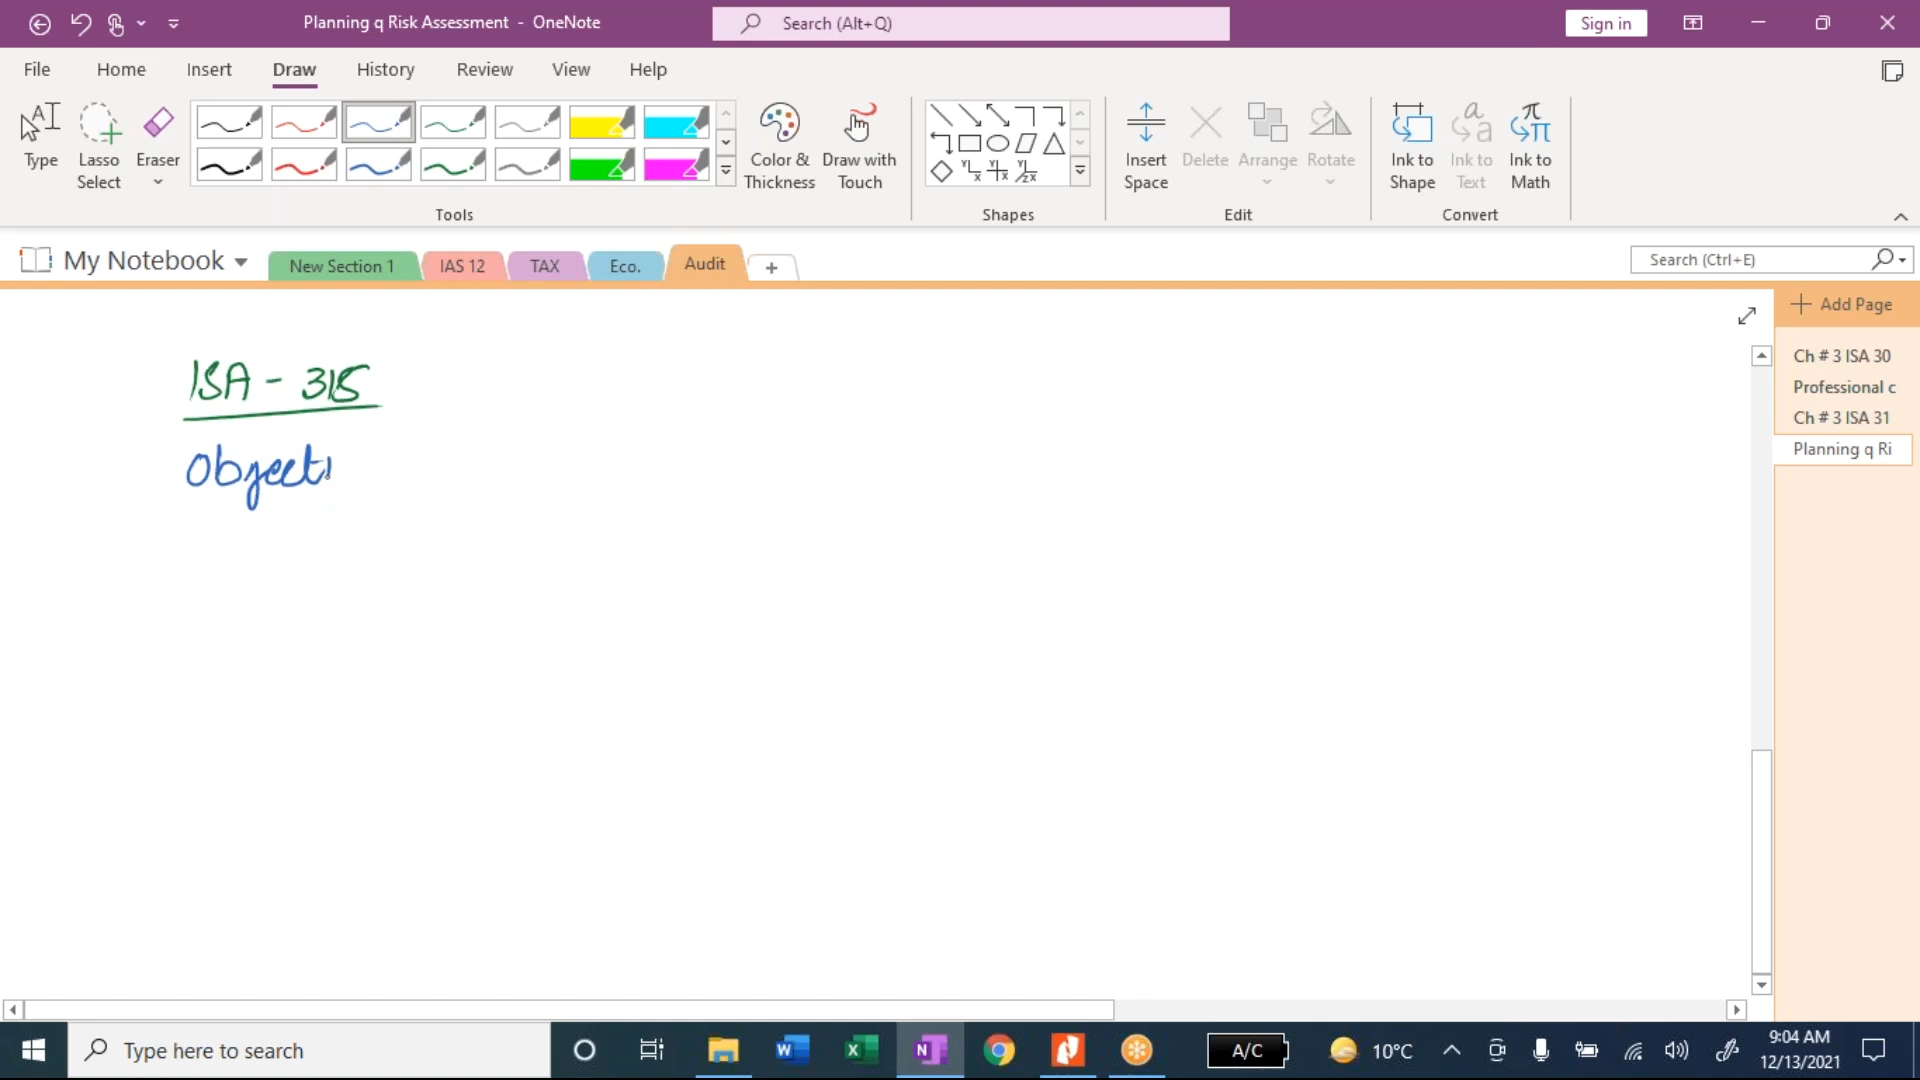 Planning q Risk Assessment - OneNote
Search (Alt+Q)
Sign in
File Home Insert Draw History Review View Help
Type
Lasso Select
Eraser
Color & Thickness
Draw with Touch
Insert Space
Delete
Arrange
Rotate
Ink to Shape
Ink to Text
Ink to Math
Tools Shapes Edit Convert
My Notebook
New Section 1 IAS 12 TAX Eco. Audit
Search (Ctrl+E)
Add Page
Ch # 3 ISA 30
Professional c
Ch # 3 ISA 31
Planning q Ri
ISA - 315
Objecti
Type here to search
A/C
10°C
9:04 AM
12/13/2021